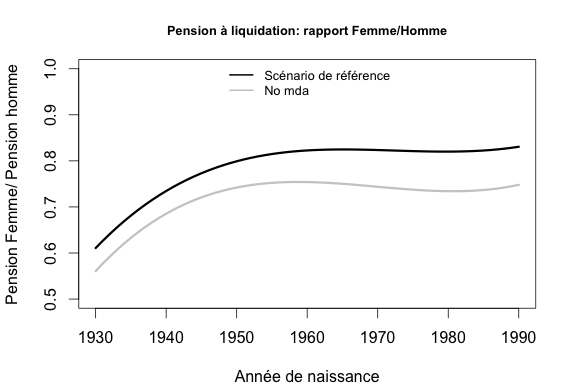 Pension à liquidation: rapport Femme/Homme
Scénario de référence
No mda
Pension Femme/ Pension homme
1.0
0.9
0.8
0.7
0.6
0.5
1930 1940 1950 1960 1970 1980 1990
Année de naissance